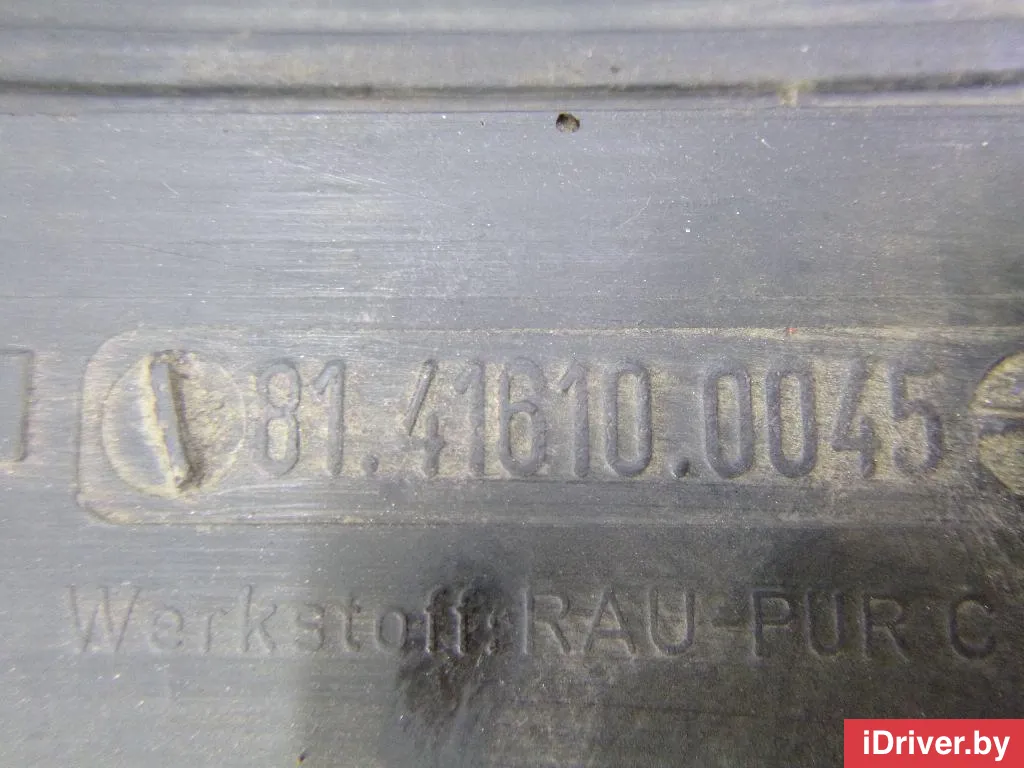 81.41610.0045
Werkstoff: RAU-PUR C
iDriver.by